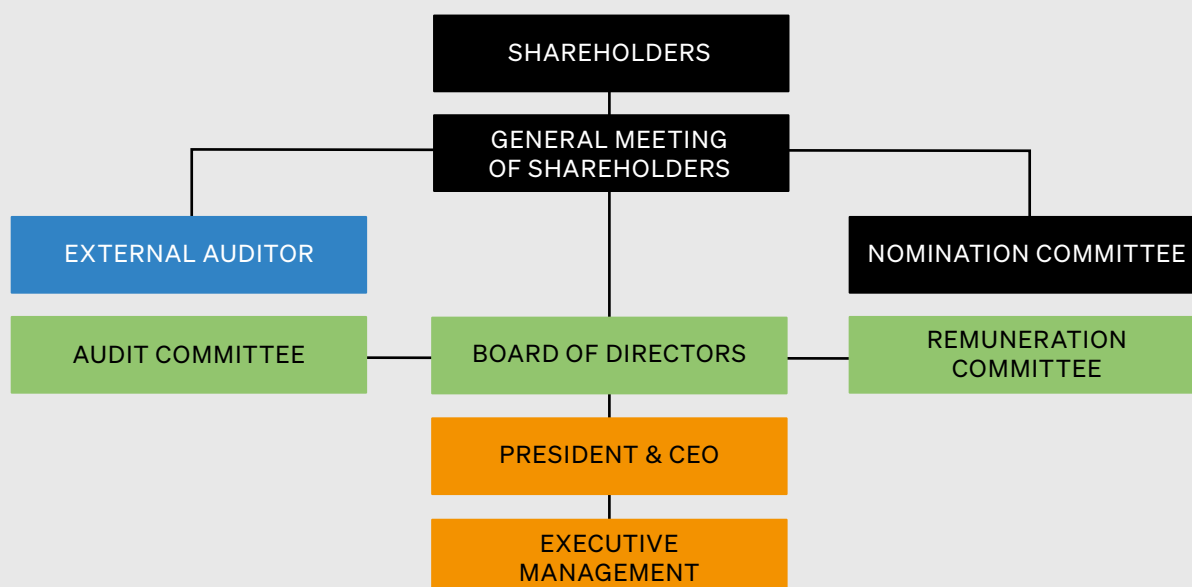 SHAREHOLDERS
GENERAL MEETING
OF SHAREHOLDERS
EXTERNAL AUDITOR
NOMINATION COMMITTEE
AUDIT COMMITTEE
BOARD OF DIRECTORS
REMUNERATION
COMMITTEE
PRESIDENT & CEO
EXECUTIVE
MANAGEMENT